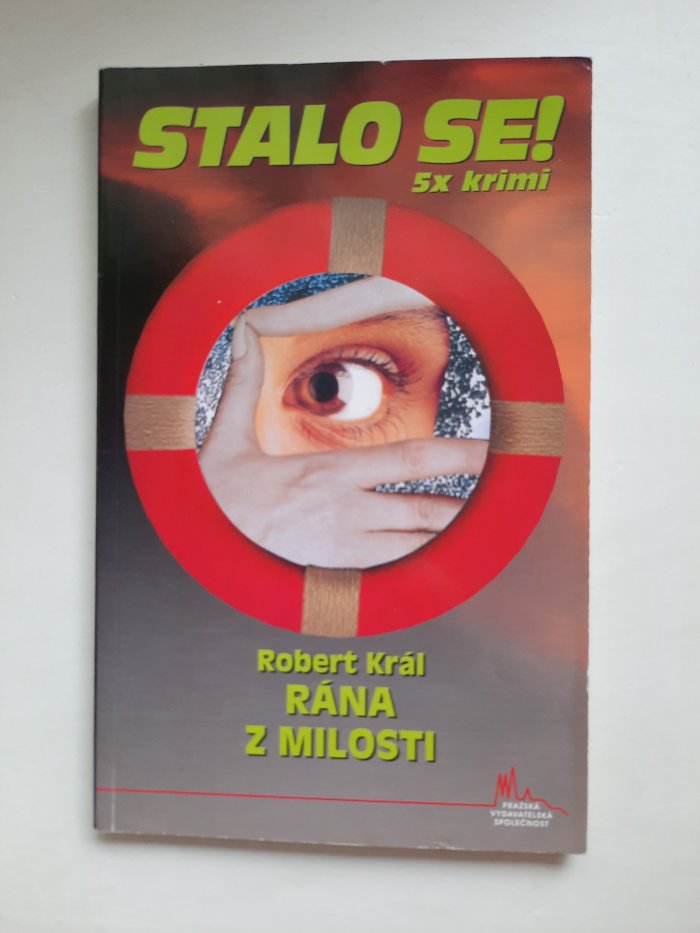 STALO SE!
5x krimi
Robert Král
RÁNA
Z MILOSTI
PRAŽSKÁ
VYDAVATELSKÁ
SPOLEČNOST